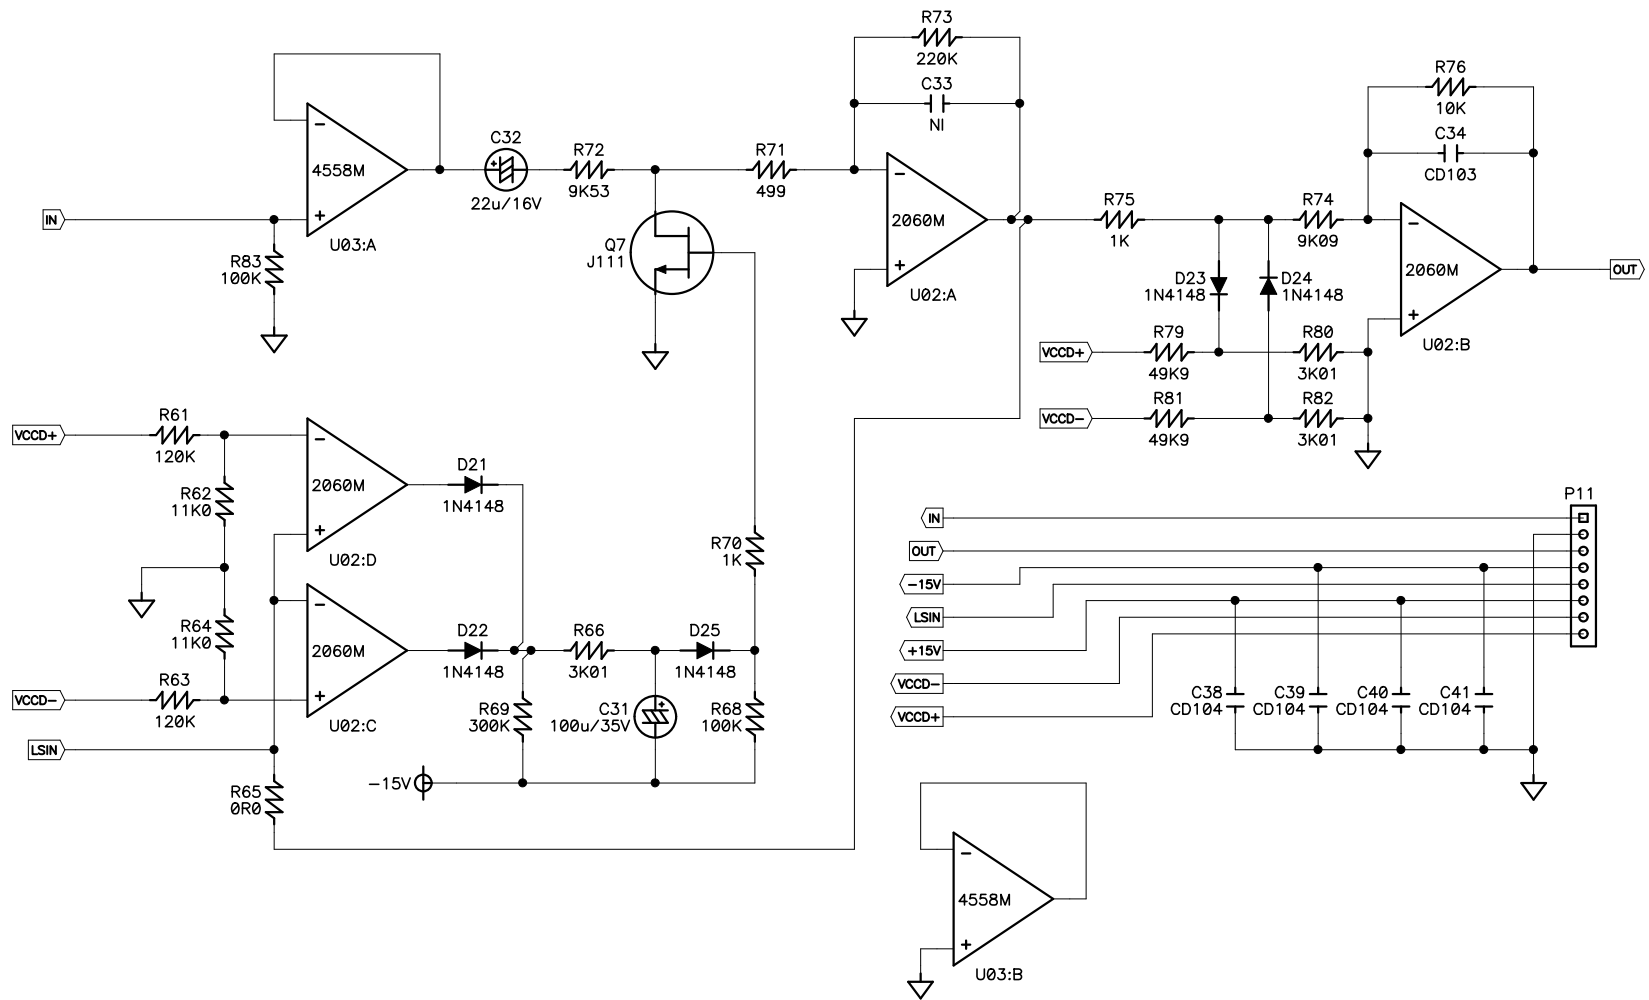 R73
220K
C33
NI
R76
10K
C34
CD103
C32
22u/16V
R72
9K53
R71
499
4558M
U03:A
IN
R83
100K
Q7
J111
2060M
U02:A
R75
1K
R74
9K09
2060M
U02:B
OUT
D23
1N4148
D24
1N4148
VCCD+
R79
49K9
R80
3K01
VCCD-
R81
49K9
R82
3K01
VCCD+
R61
120K
R62
11K0
2060M
U02:D
D21
1N4148
R64
11K0
2060M
U02:C
D22
1N4148
R66
3K01
D25
1N4148
R70
1K
VCCD-
R63
120K
R69
300K
C31
100u/35V
R68
100K
LSIN
R65
0R0
-15V
P11
IN
OUT
-15V
LSIN
+15V
VCCD-
VCCD+
C38
CD104
C39
CD104
C40
CD104
C41
CD104
4558M
U03:B